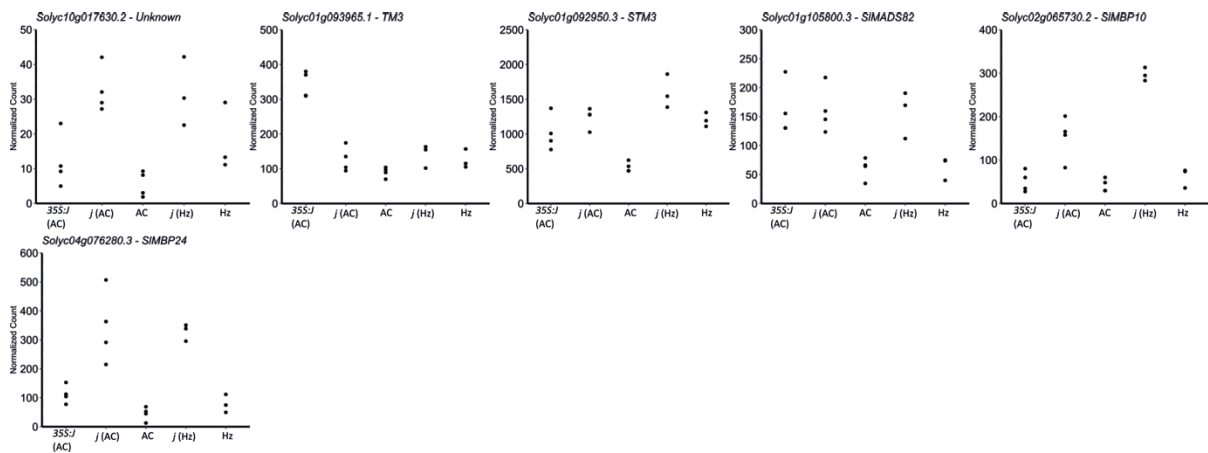 Solyc10g017630.2 - Unknown
Normalized Count
50
40
30
20
10
0
35S:J
(AC)
j (AC)
AC
j (Hz)
Hz
Solyc01g093965.1 - TM3
Normalized Count
500
400
300
200
100
0
35S:J
(AC)
j (AC)
AC
j (Hz)
Hz
Solyc01g092950.3 - STM3
Normalized Count
2500
2000
1500
1000
500
0
35S:J
(AC)
j (AC)
AC
j (Hz)
Hz
Solyc01g105800.3 - SlMADS82
Normalized Count
300
250
200
150
100
50
0
35S:J
(AC)
j (AC)
AC
j (Hz)
Hz
Solyc02g065730.2 - SlMBP10
Normalized Count
400
300
200
100
0
35S:J
(AC)
j (AC)
AC
j (Hz)
Hz
Solyc04g076280.3 - SlMBP24
Normalized Count
600
500
400
300
200
100
0
35S:J
(AC)
j (AC)
AC
j (Hz)
Hz